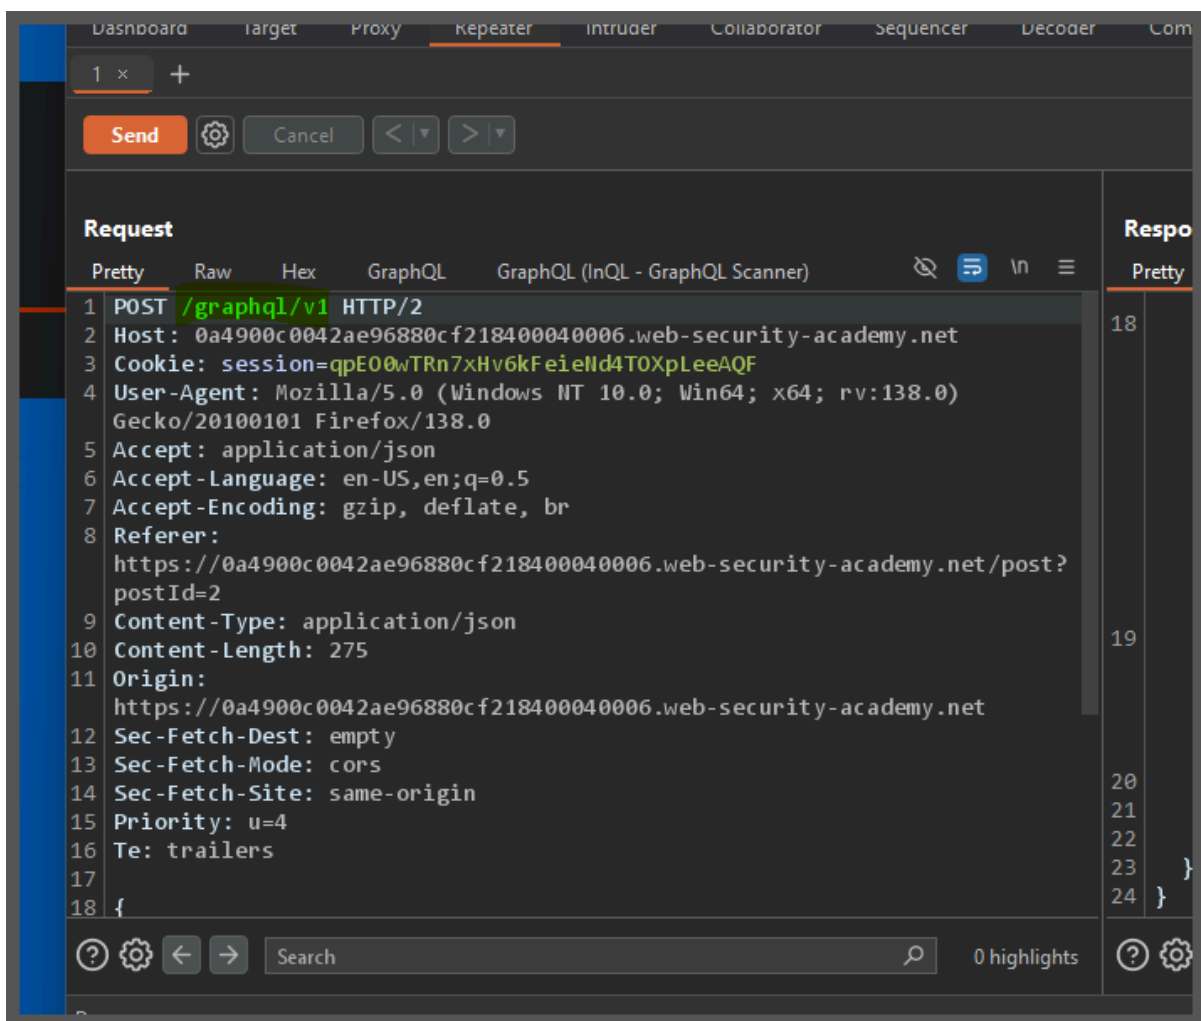 Dashboard Target Proxy Repeater Intruder Collaborator Sequencer Decoder Com
1 × +
Send Cancel < > 
Request
Respo
Pretty Raw Hex GraphQL GraphQL (InQL - GraphQL Scanner) \n
Pretty
1 POST /graphql/v1 HTTP/2
2 Host: 0a4900c0042ae96880cf218400040006.web-security-academy.net
3 Cookie: session=qpEO0wTRn7xHv6kFeieNd4TOXpLeeAQF
4 User-Agent: Mozilla/5.0 (Windows NT 10.0; Win64; x64; rv:138.0)
Gecko/20100101 Firefox/138.0
5 Accept: application/json
6 Accept-Language: en-US,en;q=0.5
7 Accept-Encoding: gzip, deflate, br
8 Referer:
https://0a4900c0042ae96880cf218400040006.web-security-academy.net/post?
postId=2
9 Content-Type: application/json
10 Content-Length: 275
11 Origin:
https://0a4900c0042ae96880cf218400040006.web-security-academy.net
12 Sec-Fetch-Dest: empty
13 Sec-Fetch-Mode: cors
14 Sec-Fetch-Site: same-origin
15 Priority: u=4
16 Te: trailers
17
18 {
18
19
20
21
22
23 }
24 }
Search
0 highlights